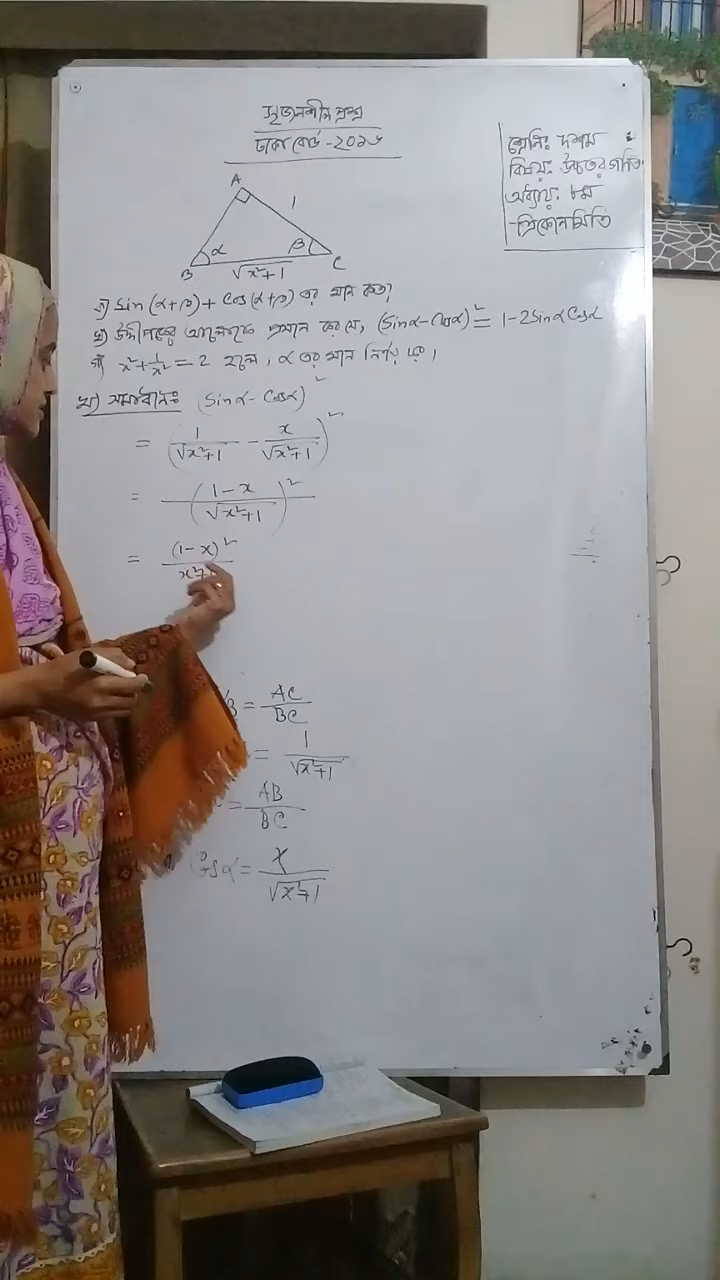 সৃজনশীল প্রশ্ন
ঢাকা বোর্ড - ২০১৬
শ্রেনি: দশম
বিষয়: উচ্চতর গনিত
অধ্যায়: ৮ম
ত্রিকোনমিতি
A
1
α
β
B
√x²+1
C
ক) Sin (α+β) + Cos (α+β) এর মান কত?
খ) উদ্দীপকের আলোকে প্রমান কর যে, (Sinα - Cosα)² = 1 - 2Sinα Cosα
গ) x² + 1/x² = 2 হলে, α এর মান নির্ণয় কর।
খ) সমাধান: (Sinα - Cosα)²
= (1/√x²+1 - x/√x²+1)²
= (1-x/√x²+1)²
= (1-x)²/x²+1
= AC/BC
= 1/√x²+1
= AB/BC
Cosα = x/√x²+1